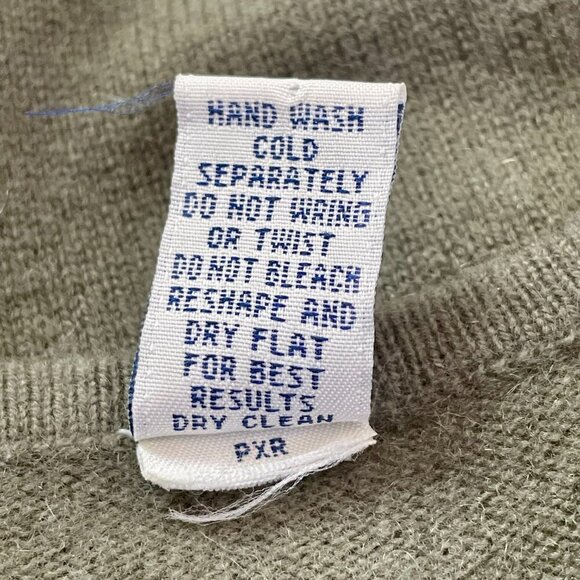 HAND WASH
COLD
SEPARATELY
DO NOT WRING
OR TWIST
DO NOT BLEACH
RESHAPE AND
DRY FLAT
FOR BEST
RESULTS
DRY CLEAN
PXR